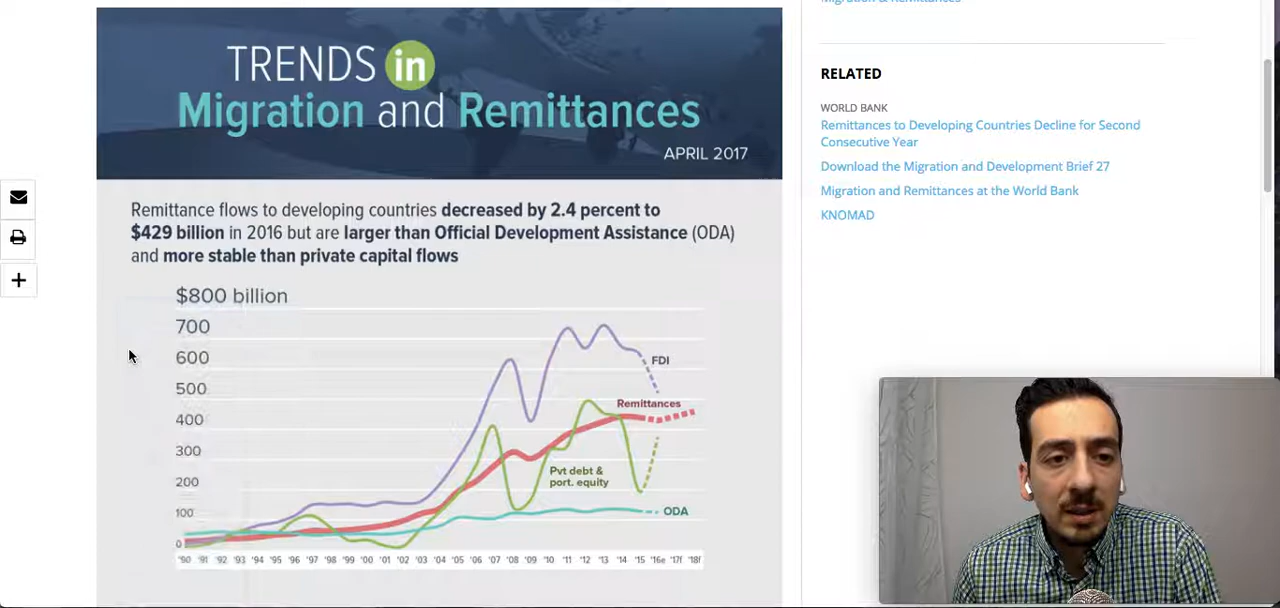 Migration & Remittances
TRENDS in
Migration and Remittances
APRIL 2017
Remittance flows to developing countries decreased by 2.4 percent to
$429 billion in 2016 but are larger than Official Development Assistance (ODA)
and more stable than private capital flows
$800 billion
700
600
500
400
300
200
100
0
FDI
Remittances
Pvt debt &
port. equity
ODA
'90 '91 '92 '93 '94 '95 '96 '97 '98 '99 '00 '01 '02 '03 '04 '05 '06 '07 '08 '09 '10 '11 '12 '13 '14 '15 '16e '17f '18f
RELATED
WORLD BANK
Remittances to Developing Countries Decline for Second
Consecutive Year
Download the Migration and Development Brief 27
Migration and Remittances at the World Bank
KNOMAD